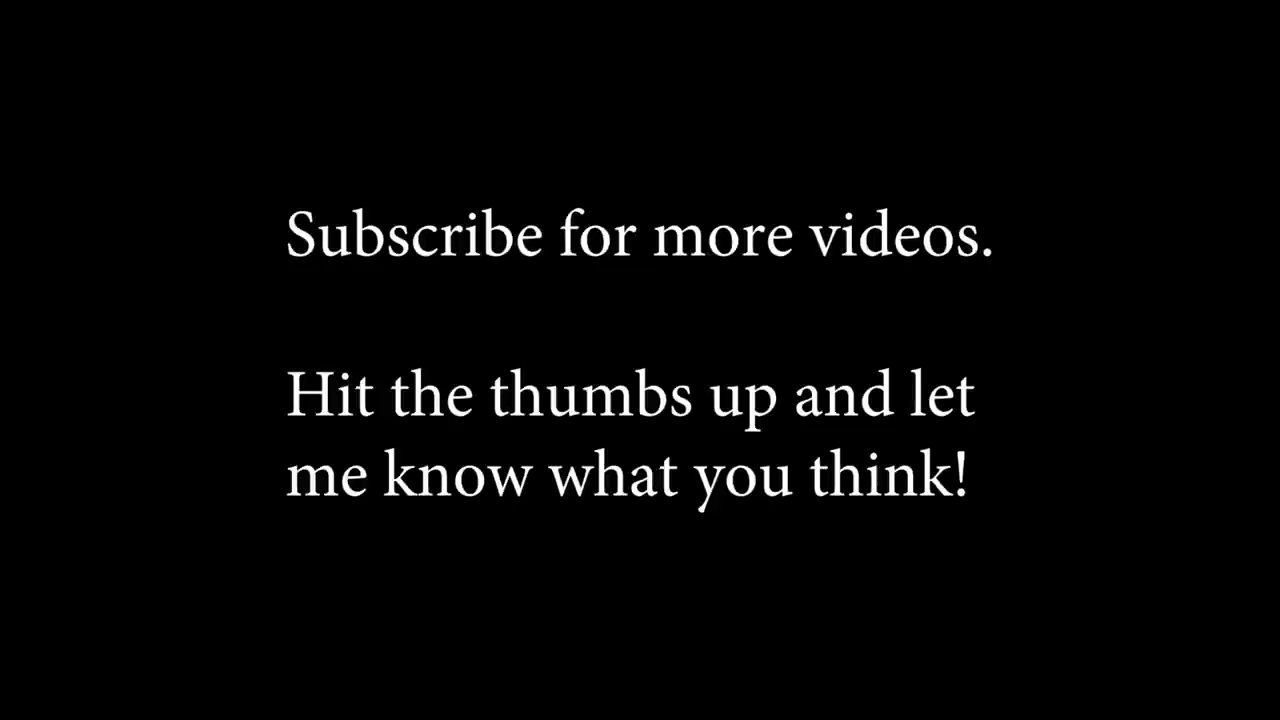 Subscribe for more videos.
Hit the thumbs up and let
me know what you think!